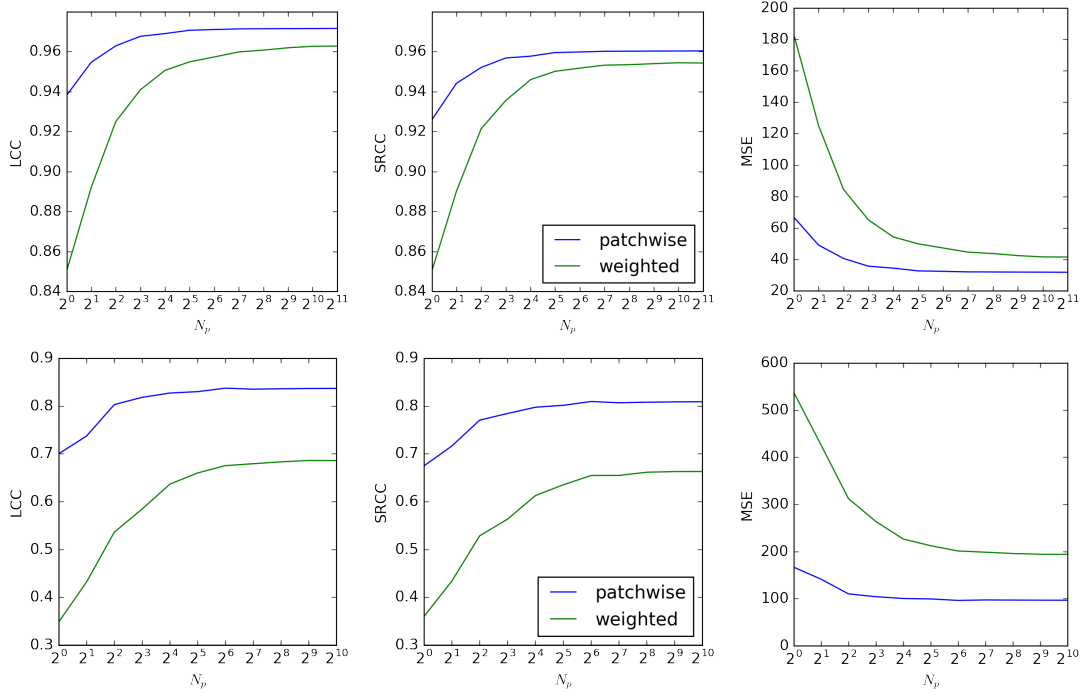 LCC
0.96
0.94
0.92
0.90
0.88
0.86
0.84
2^0 2^1 2^2 2^3 2^4 2^5 2^6 2^7 2^8 2^9 2^10 2^11
N_p
SRCC
0.96
0.94
0.92
0.90
0.88
0.86
0.84
patchwise
weighted
2^0 2^1 2^2 2^3 2^4 2^5 2^6 2^7 2^8 2^9 2^10 2^11
N_p
MSE
200
180
160
140
120
100
80
60
40
20
2^0 2^1 2^2 2^3 2^4 2^5 2^6 2^7 2^8 2^9 2^10 2^11
N_p
LCC
0.9
0.8
0.7
0.6
0.5
0.4
0.3
2^0 2^1 2^2 2^3 2^4 2^5 2^6 2^7 2^8 2^9 2^10
N_p
SRCC
0.9
0.8
0.7
0.6
0.5
0.4
0.3
patchwise
weighted
2^0 2^1 2^2 2^3 2^4 2^5 2^6 2^7 2^8 2^9 2^10
N_p
MSE
600
500
400
300
200
100
0
2^0 2^1 2^2 2^3 2^4 2^5 2^6 2^7 2^8 2^9 2^10
N_p